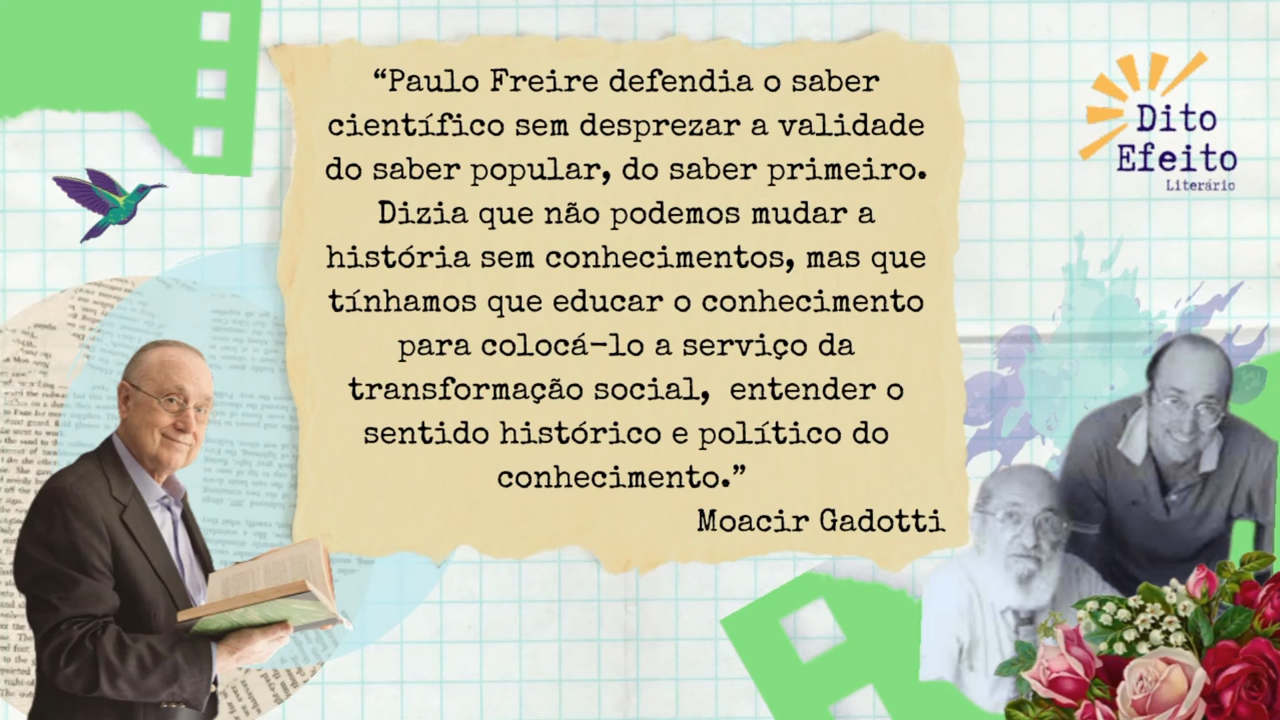 “Paulo Freire defendia o saber
científico sem desprezar a validade
do saber popular, do saber primeiro.
Dizia que não podemos mudar a
história sem conhecimentos, mas que
tínhamos que educar o conhecimento
para colocá-lo a serviço da
transformação social, entender o
sentido histórico e político do
conhecimento.”
Moacir Gadotti
Dito
Efeito
Literário